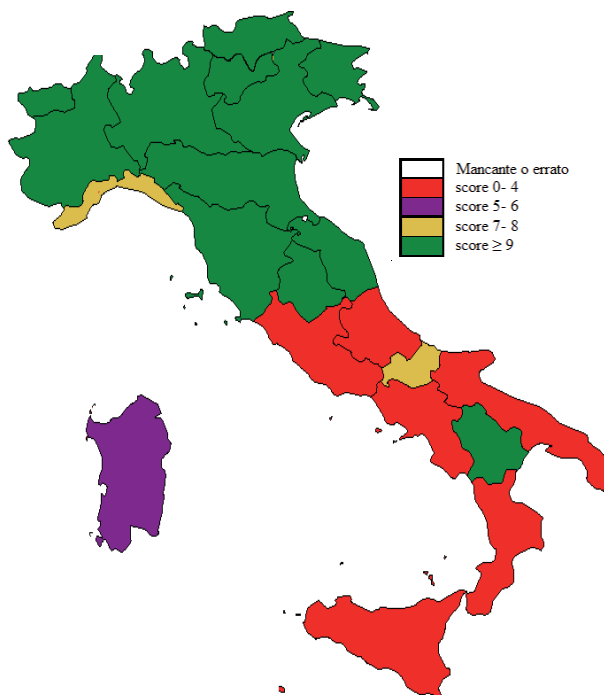 Mancante o errato
score 0- 4
score 5- 6
score 7- 8
score ≥ 9